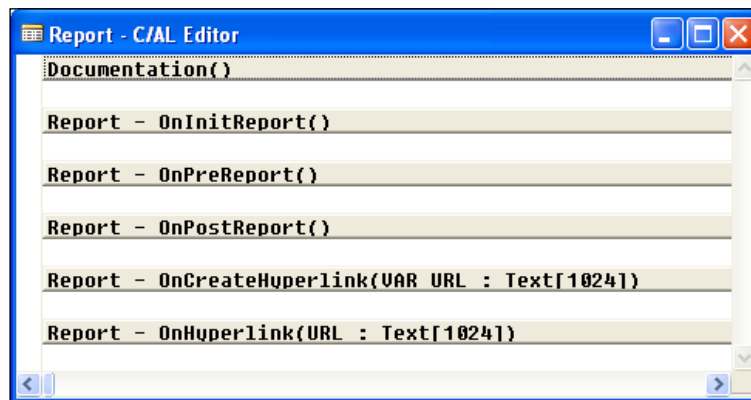 Report - C/AL Editor
Documentation()
Report - OnInitReport()
Report - OnPreReport()
Report - OnPostReport()
Report - OnCreateHyperlink(VAR URL : Text[1024])
Report - OnHyperlink(URL : Text[1024])